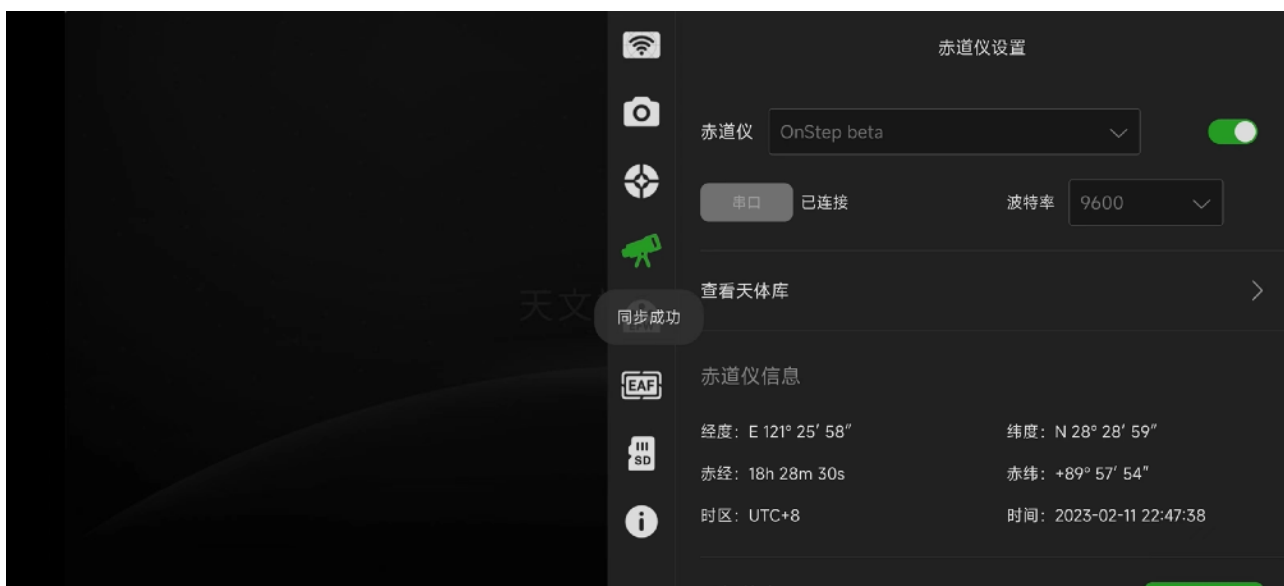 赤道仪设置
赤道仪 OnStep beta
串口 已连接 波特率 9600
查看天体库
天文
同步成功
EAF
赤道仪信息
经度：E 121° 25′ 58″ 纬度：N 28° 28′ 59″
SD
赤经：18h 28m 30s 赤纬：+89° 57′ 54″
时区：UTC+8 时间：2023-02-11 22:47:38